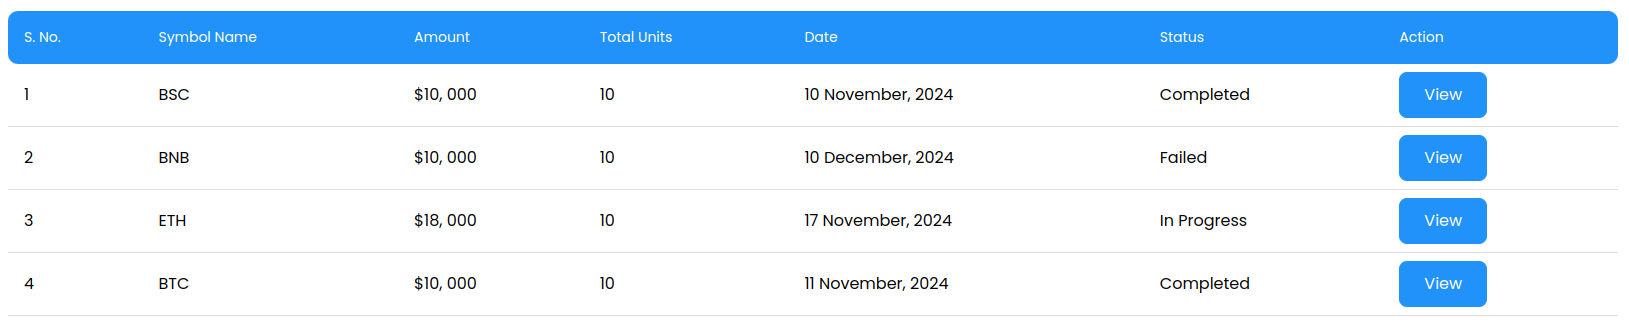 S. No. Symbol Name Amount Total Units Date Status Action
1 BSC $10, 000 10 10 November, 2024 Completed View
2 BNB $10, 000 10 10 December, 2024 Failed View
3 ETH $18, 000 10 17 November, 2024 In Progress View
4 BTC $10, 000 10 11 November, 2024 Completed View